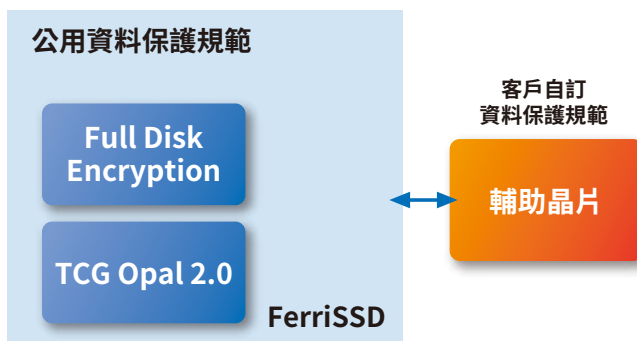 公用資料保護規範
Full Disk
Encryption
TCG Opal 2.0
FerriSSD
客戶自訂
資料保護規範
輔助晶片